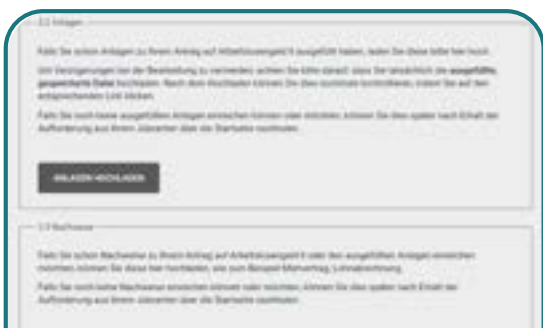 2.2 Anlagen
Falls Sie schon Anlagen zu Ihrem Antrag auf Arbeitslosengeld II ausgefüllt haben, laden Sie diese bitte hier hoch.
Um Verzögerungen bei der Bearbeitung zu vermeiden, achten Sie bitte darauf, dass Sie tatsächlich die ausgefüllte,
gespeicherte Datei hochladen. Nach dem Hochladen können Sie dies nochmals kontrollieren, indem Sie auf den
entsprechenden Link klicken.
Falls Sie noch keine ausgefüllten Anlagen einreichen können oder möchten, können Sie dies später nach Erhalt der
Aufforderung aus Ihrem Jobcenter über die Startseite nachholen.
ANLAGEN HOCHLADEN
2.3 Nachweise
Falls Sie schon Nachweise zu Ihrem Antrag auf Arbeitslosengeld II oder den ausgefüllten Anlagen einreichen
möchten, können Sie diese hier hochladen, wie zum Beispiel Mietvertrag, Lohnabrechnung.
Falls Sie noch keine Nachweise einreichen können oder möchten, können Sie dies später nach Erhalt der
Aufforderung aus Ihrem Jobcenter über die Startseite nachholen.